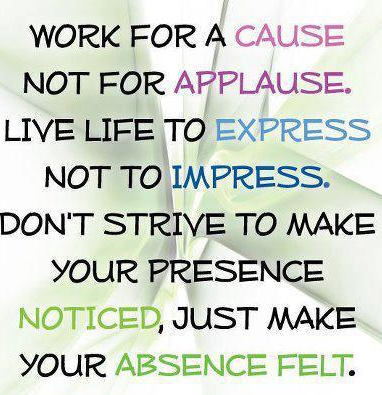 WORK FOR A CAUSE
NOT FOR APPLAUSE.
LIVE LIFE TO EXPRESS
NOT TO IMPRESS.
DON'T STRIVE TO MAKE
YOUR PRESENCE
NOTICED, JUST MAKE
YOUR ABSENCE FELT.